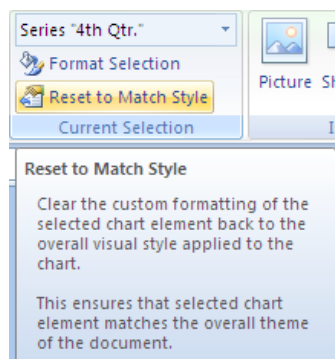 Series "4th Qtr."
Format Selection
Picture
Reset to Match Style
Current Selection
Reset to Match Style
Clear the custom formatting of the
selected chart element back to the
overall visual style applied to the
chart.
This ensures that selected chart
element matches the overall theme
of the document.